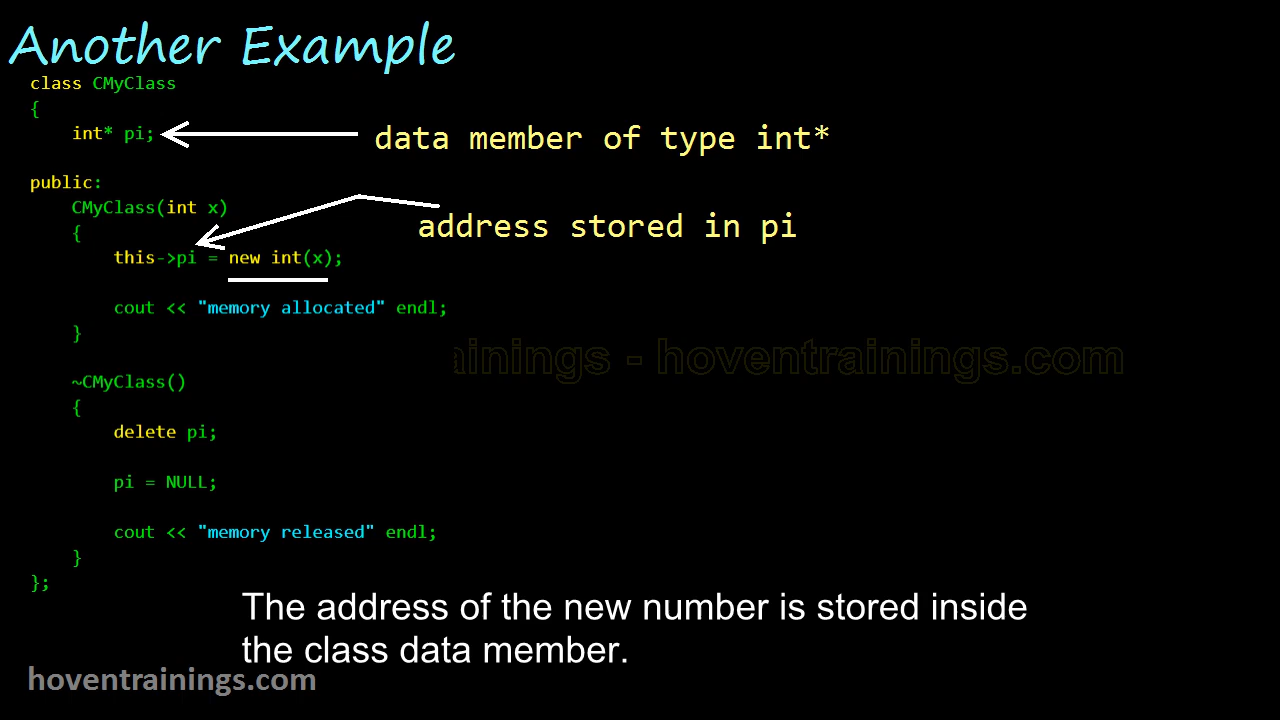 Another Example
class CMyClass
{
int* pi;
data member of type int*
public:
CMyClass(int x)
{
address stored in pi
this->pi = new int(x);
cout << "memory allocated" endl;
}
ainings - hoventrainings.com
~CMyClass()
{
delete pi;
pi = NULL;
cout << "memory released" endl;
}
};
The address of the new number is stored inside
the class data member.
hoventrainings.com